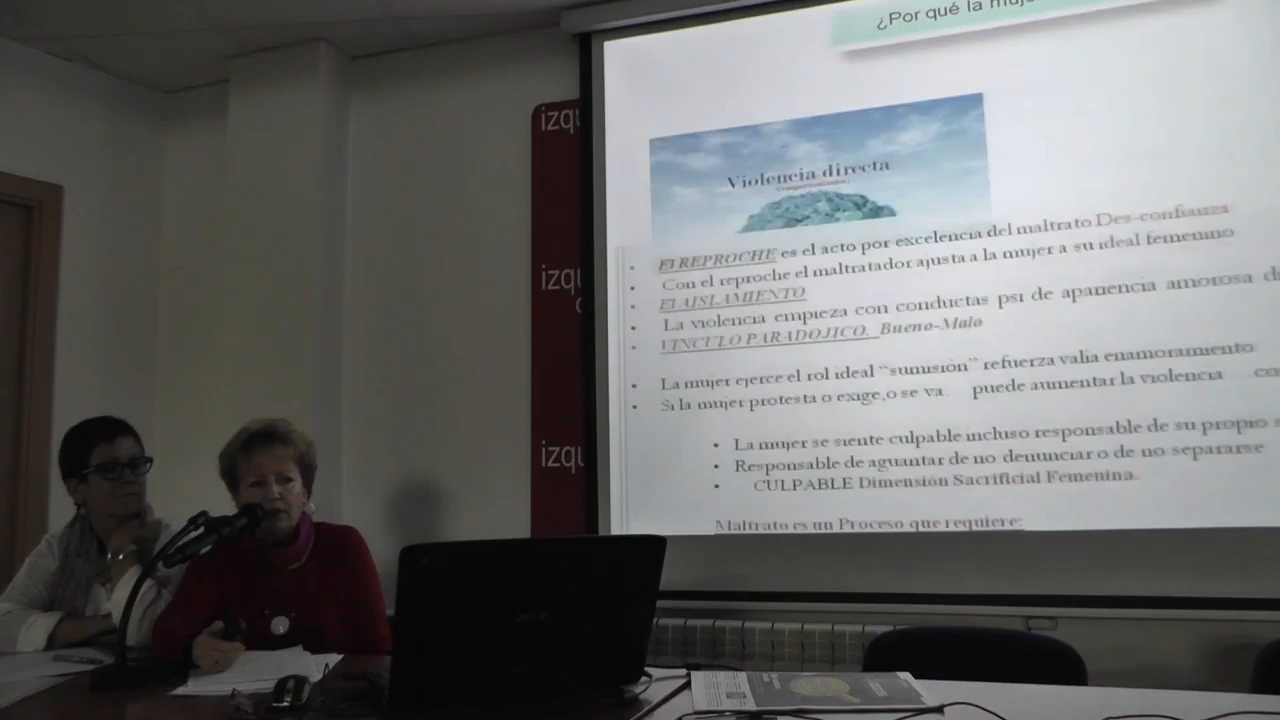 ¿Por qué la muj
izqu
Violencia directa
El REPROCHE es el acto por excelencia del maltrato Des-confianza
izqu
Con el reproche el maltratador ajusta a la mujer a su ideal femenino
El AISLAMIENTO
La violencia empieza con conductas psi de apariencia amorosa d
VINCULO PARADOJICO. Bueno-Malo
La mujer ejerce el rol ideal “sumisión” refuerza valia enamoramiento
Si la mujer protesta o exige,o se va... puede aumentar la violencia.... co
La mujer se siente culpable incluso responsable de su propio
izqu
Responsable de aguantar de no denunciar o de no separarse
CULPABLE Dimensión Sacrificial Femenina.
Maltrato es un Proceso que requiere: